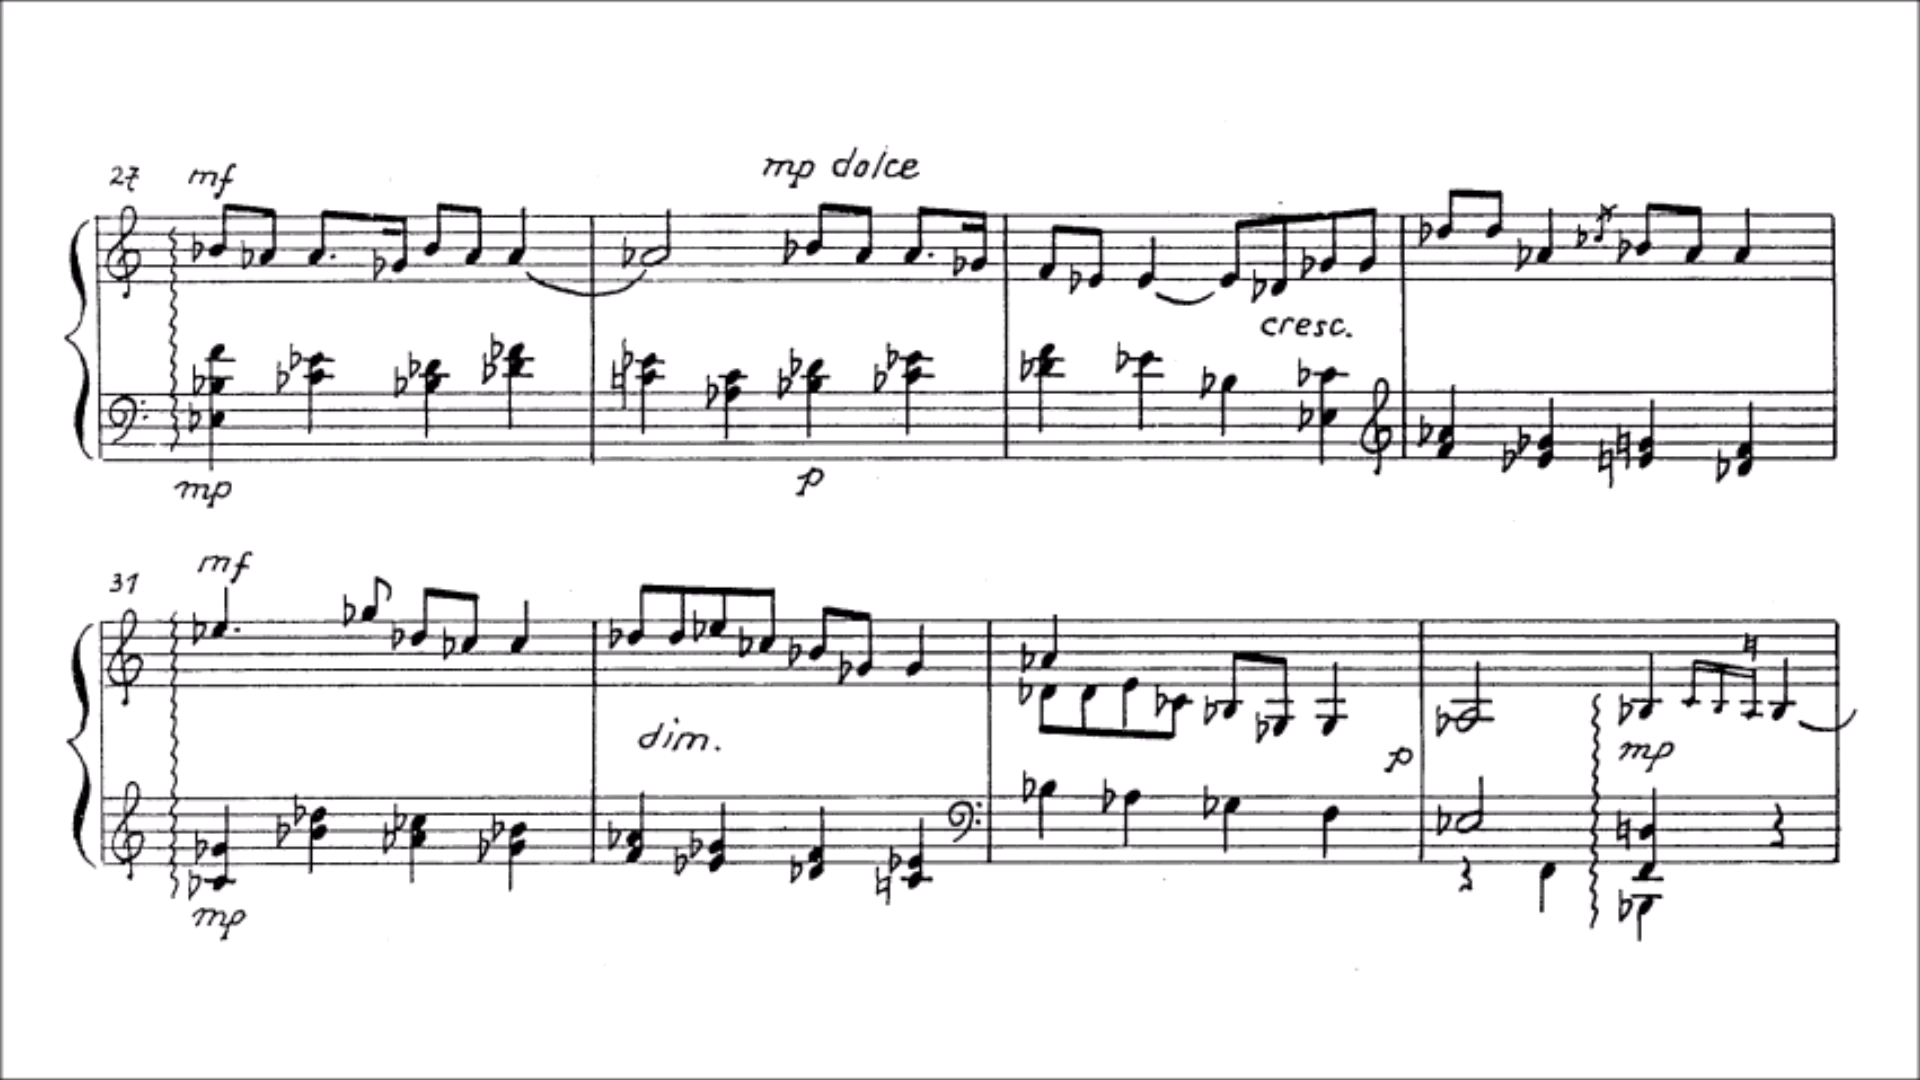 27 mf
mp dolce
cresc.
mp
p
31 mf
dim.
p
mp
mp